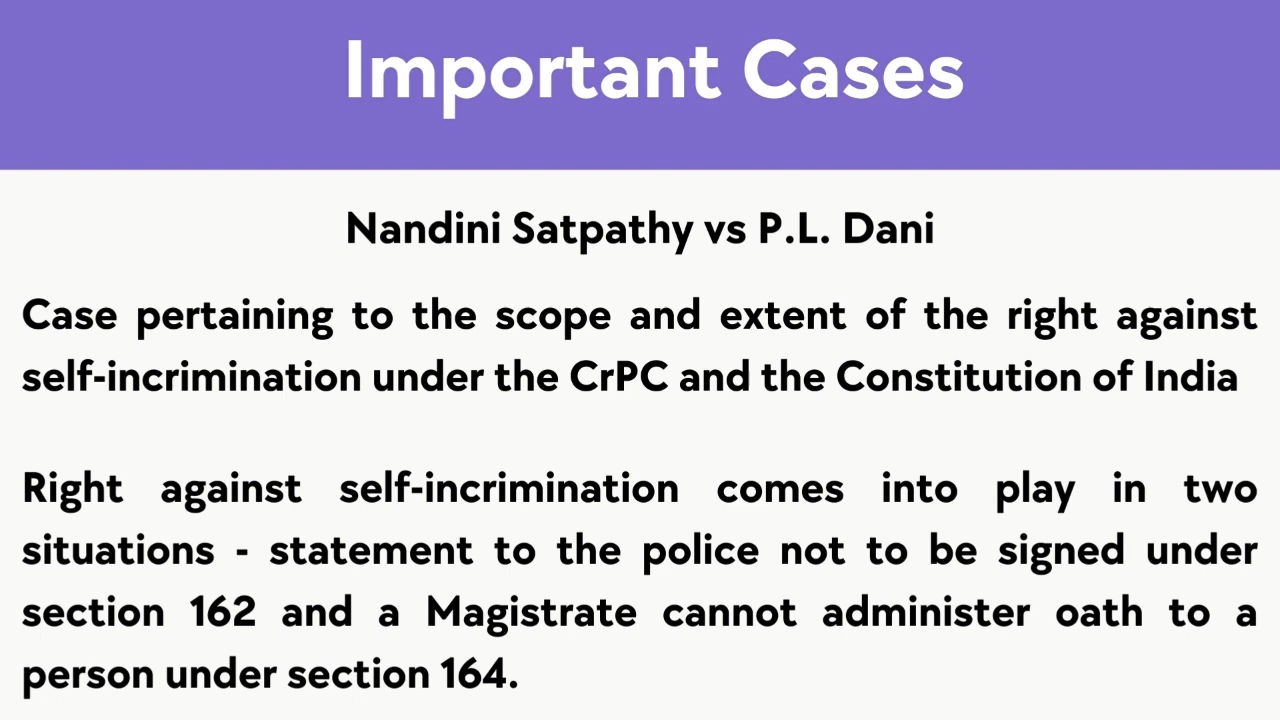 Important Cases
Nandini Satpathy vs P.L. Dani
Case pertaining to the scope and extent of the right against
self-incrimination under the CrPC and the Constitution of India
Right against self-incrimination comes into play in two
situations - statement to the police not to be signed under
section 162 and a Magistrate cannot administer oath to a
person under section 164.